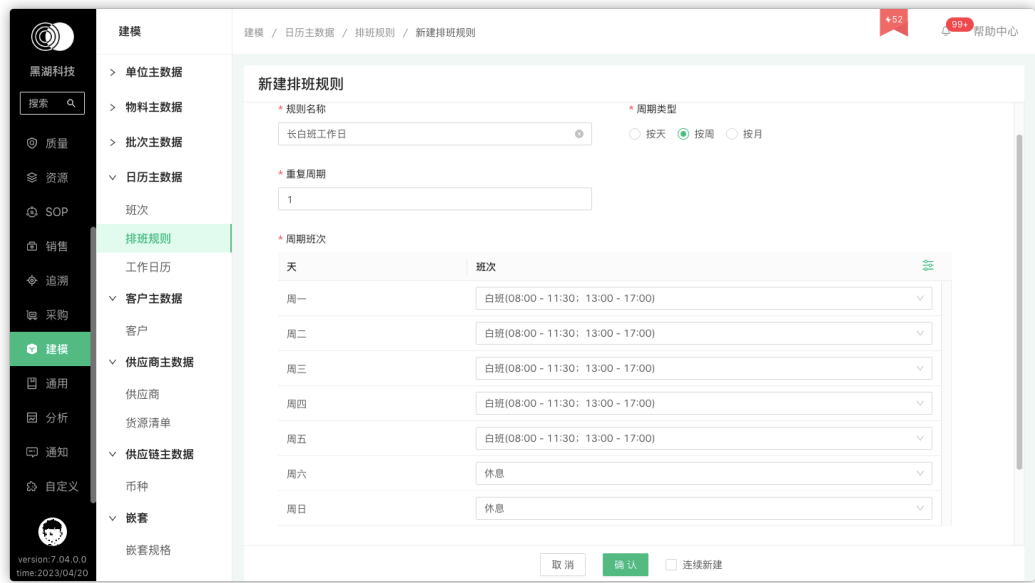 黑湖科技
搜索
质量
资源
SOP
销售
追溯
采购
建模
通用
分析
通知
自定义
version:7.04.0.0
time:2023/04/20
建模
单位主数据
物料主数据
批次主数据
日历主数据
班次
排班规则
工作日历
客户主数据
客户
供应商主数据
供应商
货源清单
供应链主数据
币种
嵌套
嵌套规格
建模 / 日历主数据 / 排班规则 / 新建排班规则
52
99+
帮助中心
新建排班规则
* 规则名称
长白班工作日
* 周期类型
按天 按周 按月
* 重复周期
1
* 周期班次
天 班次
周一 白班(08:00 - 11:30; 13:00 - 17:00)
周二 白班(08:00 - 11:30; 13:00 - 17:00)
周三 白班(08:00 - 11:30; 13:00 - 17:00)
周四 白班(08:00 - 11:30; 13:00 - 17:00)
周五 白班(08:00 - 11:30; 13:00 - 17:00)
周六 休息
周日 休息
取消 确认 连续新建